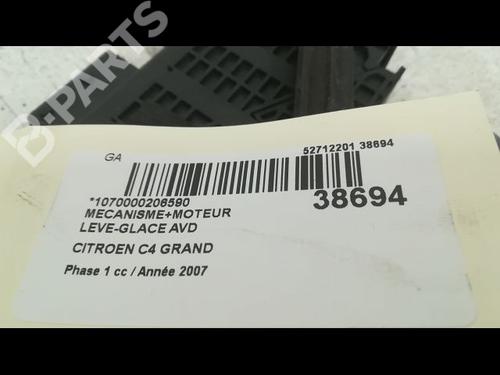 B-PARTS
GA
52712201 38694
*1070000206590
38694
MECANISME+MOTEUR
LEVE-GLACE AVD
CITROEN C4 GRAND
Phase 1 cc / Année 2007